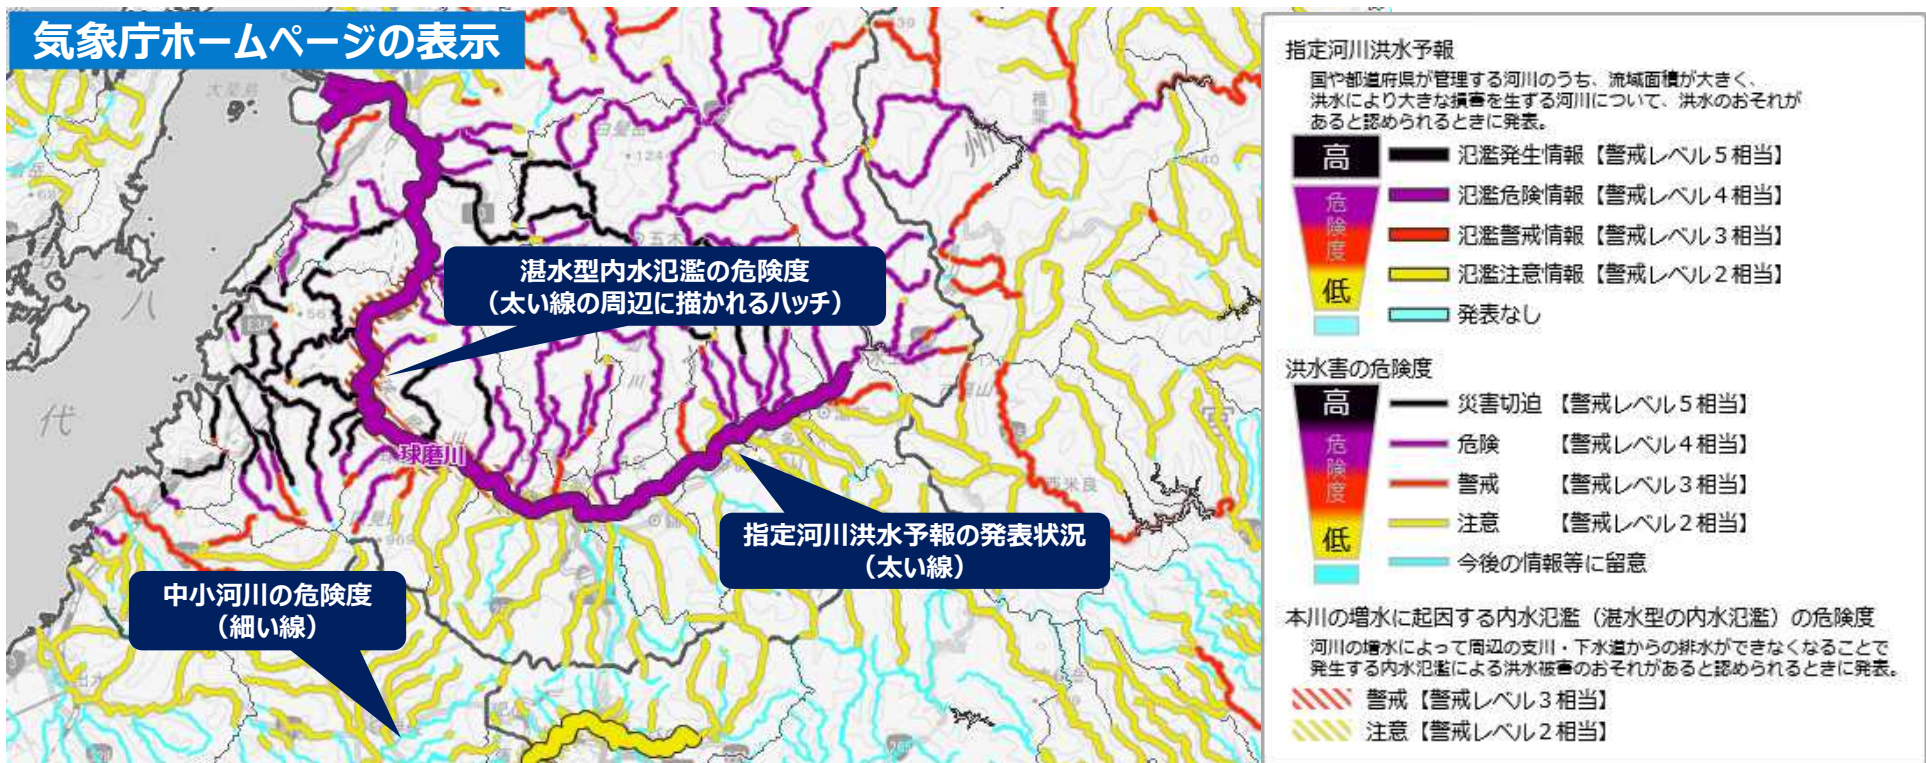 気象庁ホームページの表示
湛水型内水氾濫の危険度
（太い線の周辺に描かれるハッチ）
球磨川
指定河川洪水予報の発表状況
（太い線）
中小河川の危険度
（細い線）
八
代
州
五木
西米良
指定河川洪水予報
国や都道府県が管理する河川のうち、流域面積が大きく、
洪水により大きな損害を生ずる河川について、洪水のおそれが
あると認められるときに発表。
高
危険度
低
氾濫発生情報【警戒レベル５相当】
氾濫危険情報【警戒レベル４相当】
氾濫警戒情報【警戒レベル３相当】
氾濫注意情報【警戒レベル２相当】
発表なし
洪水害の危険度
高
危険度
低
災害切迫 【警戒レベル５相当】
危険 【警戒レベル４相当】
警戒 【警戒レベル３相当】
注意 【警戒レベル２相当】
今後の情報等に留意
本川の増水に起因する内水氾濫（湛水型の内水氾濫）の危険度
河川の増水によって周辺の支川・下水道からの排水ができなくなることで
発生する内水氾濫による洪水被害のおそれがあると認められるときに発表。
警戒【警戒レベル３相当】
注意【警戒レベル２相当】